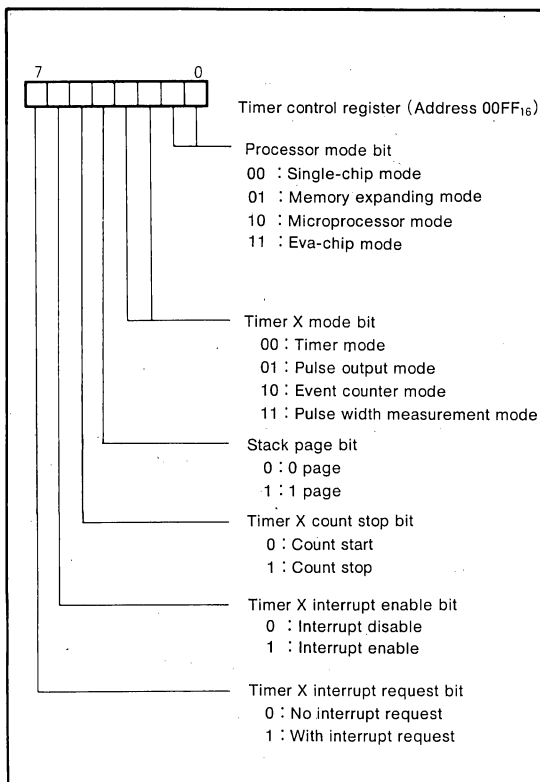 7 0
Timer control register (Address 00FF₁₆)
Processor mode bit
00 : Single-chip mode
01 : Memory expanding mode
10 : Microprocessor mode
11 : Eva-chip mode
Timer X mode bit
00 : Timer mode
01 : Pulse output mode
10 : Event counter mode
11 : Pulse width measurement mode
Stack page bit
0 : 0 page
1 : 1 page
Timer X count stop bit
0 : Count start
1 : Count stop
Timer X interrupt enable bit
0 : Interrupt disable
1 : Interrupt enable
Timer X interrupt request bit
0 : No interrupt request
1 : With interrupt request